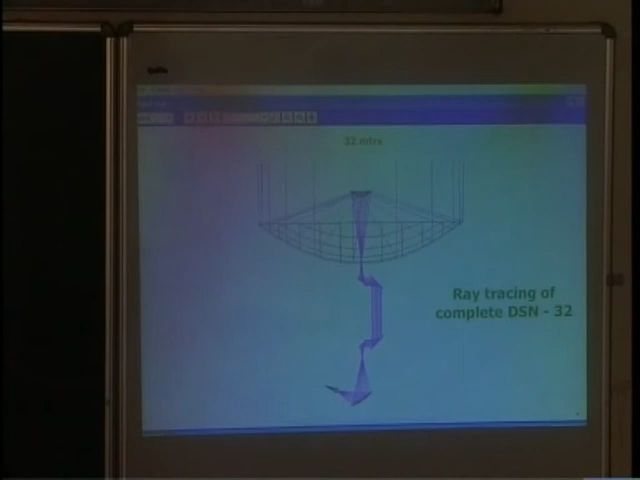 32 mtrs
Ray tracing of
complete DSN - 32